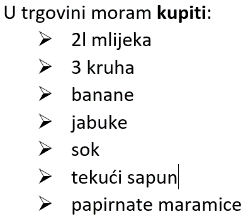 U trgovini moram kupiti:
➢ 2l mlijeka
➢ 3 kruha
➢ banane
➢ jabuke
➢ sok
➢ tekući sapun
➢ papirnate maramice